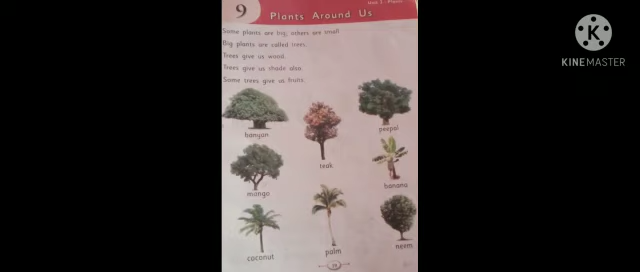 9
Plants Around Us
Some plants are big, others are small.
Big plants are called trees.
Trees give us wood.
Trees give us shade also.
Some trees give us fruits.
banyan
teak
peepal
mango
banana
coconut
palm
neem
KINEMASTER